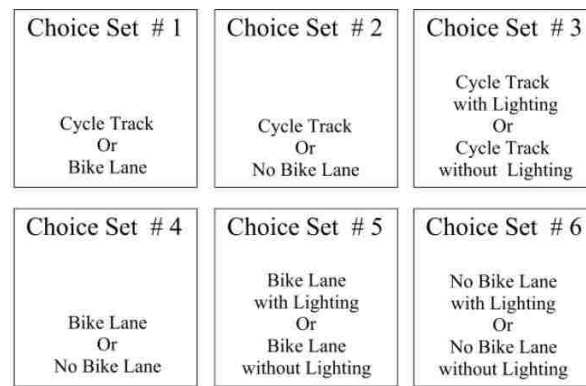 Choice Set # 1
Cycle Track
Or
Bike Lane
Choice Set # 2
Cycle Track
Or
No Bike Lane
Choice Set # 3
Cycle Track
with Lighting
Or
Cycle Track
without Lighting
Choice Set # 4
Bike Lane
Or
No Bike Lane
Choice Set # 5
Bike Lane
with Lighting
Or
Bike Lane
without Lighting
Choice Set # 6
No Bike Lane
with Lighting
Or
No Bike Lane
without Lighting